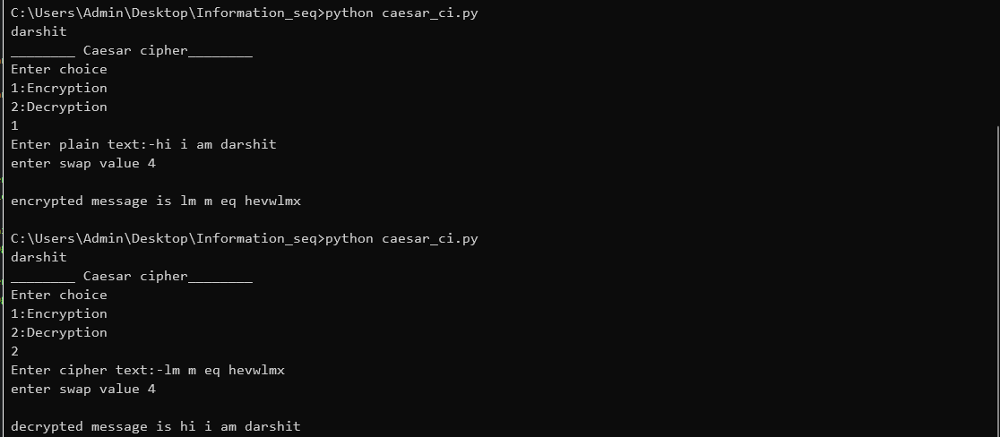 C:\Users\Admin\Desktop\Information_seq>python caesar_ci.py
darshit
________ Caesar cipher________
Enter choice
1:Encryption
2:Decryption
1
Enter plain text:-hi i am darshit
enter swap value 4
encrypted message is lm m eq hevwlmx
C:\Users\Admin\Desktop\Information_seq>python caesar_ci.py
darshit
________ Caesar cipher________
Enter choice
1:Encryption
2:Decryption
2
Enter cipher text:-lm m eq hevwlmx
enter swap value 4
decrypted message is hi i am darshit